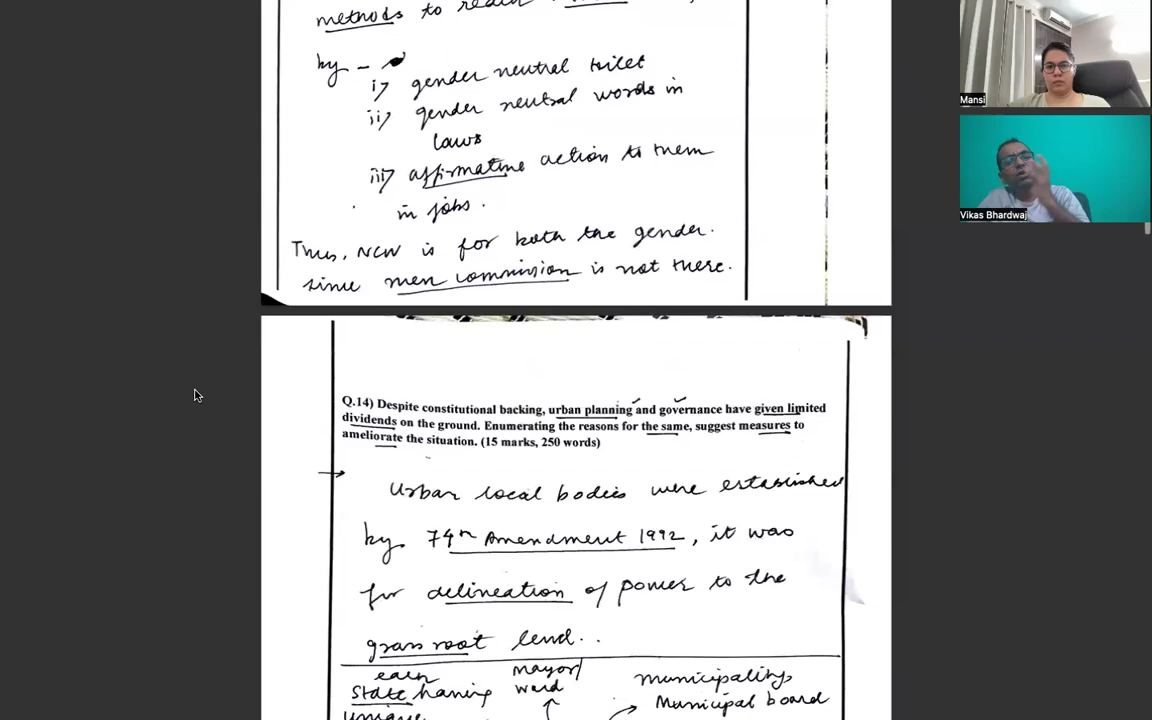 methods to reach
by -
i) gender neutral toilet
ii) gender neutral words in
laws
iii) affirmative action to them
in jobs.
Thus, NCW is for both the gender.
since men commission is not there.
Q.14) Despite constitutional backing, urban planning and governance have given limited
dividends on the ground. Enumerating the reasons for the same, suggest measures to
ameliorate the situation. (15 marks, 250 words)
Urban local bodies were established
by 74th Amendment 1992, it was
for delineation of power to the
grass root level..
each
State having
unique
Mayor/
ward
municipality
Municipal board
Mansi
Vikas Bhardwaj